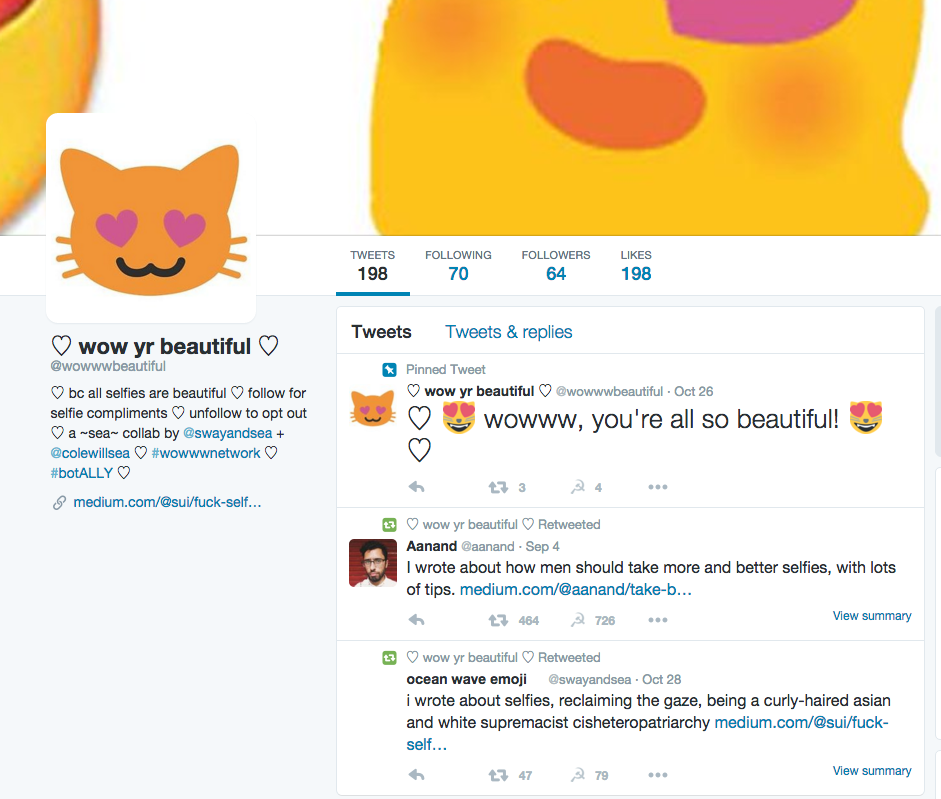 TWEETS FOLLOWING FOLLOWERS LIKES
198 70 64 198
♡ wow yr beautiful ♡
@wowwwbeautiful
♡ bc all selfies are beautiful ♡ follow for
selfie compliments ♡ unfollow to opt out
♡ a ~sea~ collab by @swayandsea +
@colewillsea ♡ #wowwwnetwork ♡
#botALLY ♡
medium.com/@sui/fuck-self…
Tweets Tweets & replies
Pinned Tweet
♡ wow yr beautiful ♡ @wowwwbeautiful · Oct 26
♡ 😻 wowww, you're all so beautiful! 😻
♡
3 4
♡ wow yr beautiful ♡ Retweeted
Aanand @aanand · Sep 4
I wrote about how men should take more and better selfies, with lots
of tips. medium.com/@aanand/take-b…
View summary
464 726
♡ wow yr beautiful ♡ Retweeted
ocean wave emoji @swayandsea · Oct 28
i wrote about selfies, reclaiming the gaze, being a curly-haired asian
and white supremacist cisheteropatriarchy medium.com/@sui/fuck-
self…
View summary
47 79